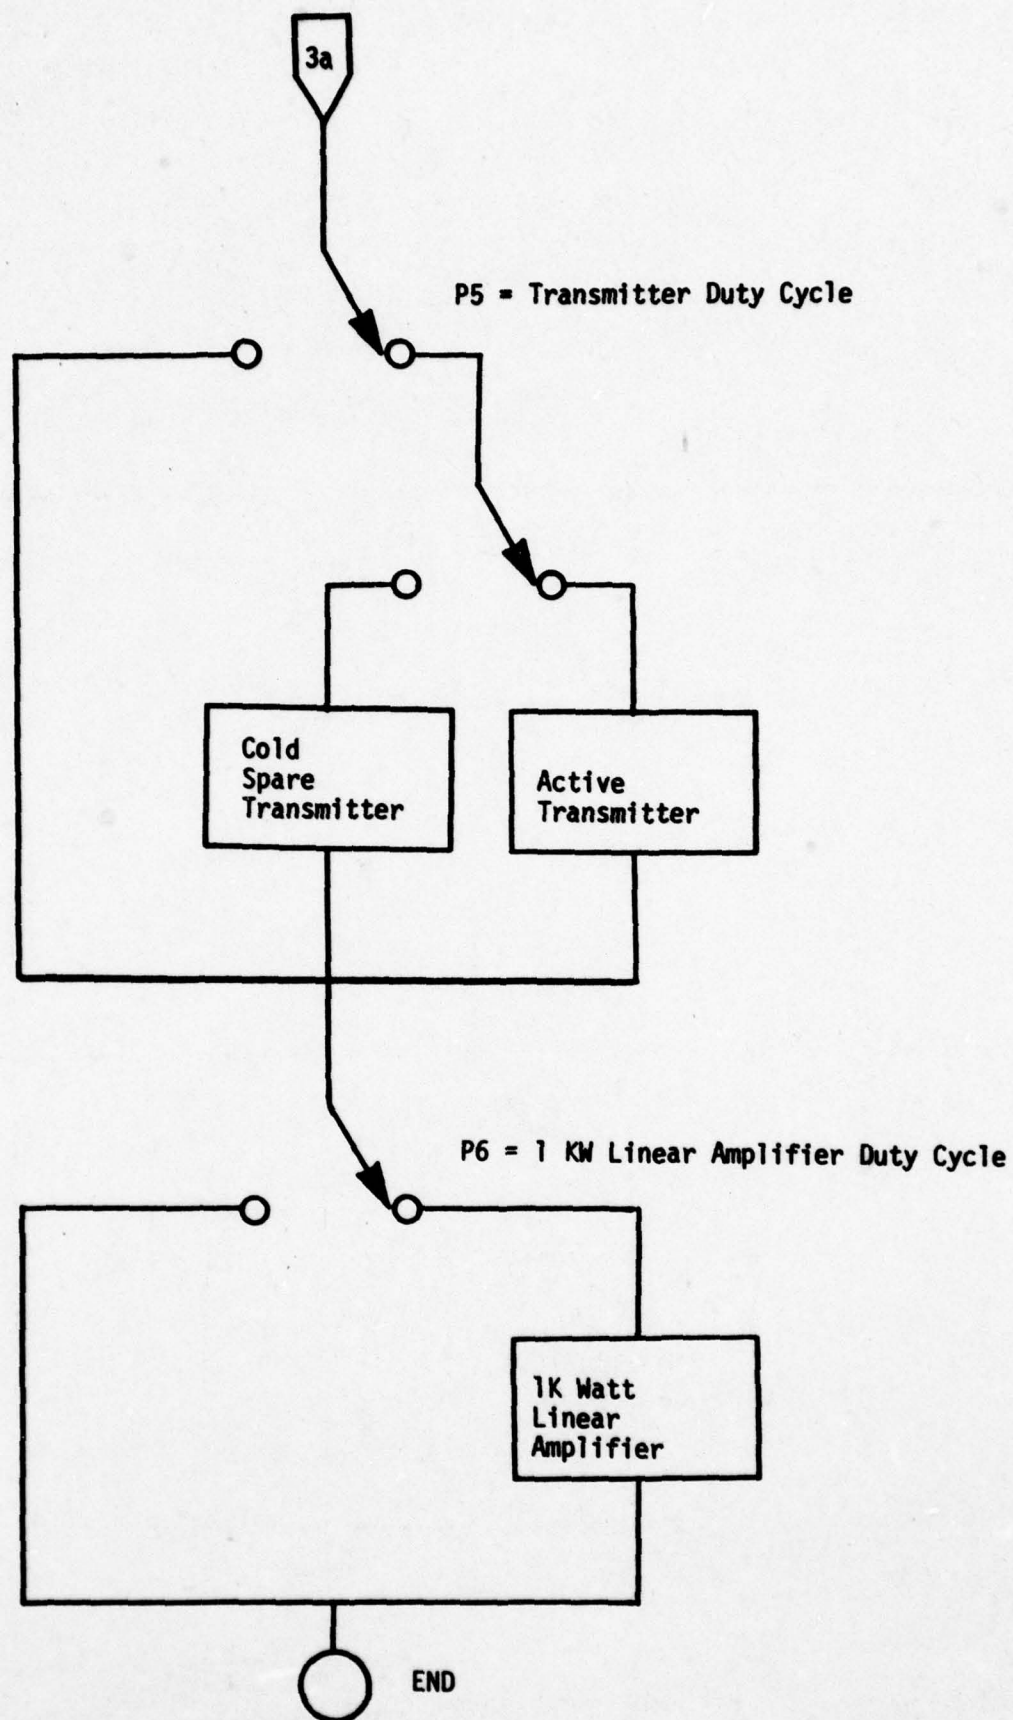 3a
P5 = Transmitter Duty Cycle
Cold
Spare
Transmitter
Active
Transmitter
P6 = 1 KW Linear Amplifier Duty Cycle
1K Watt
Linear
Amplifier
END